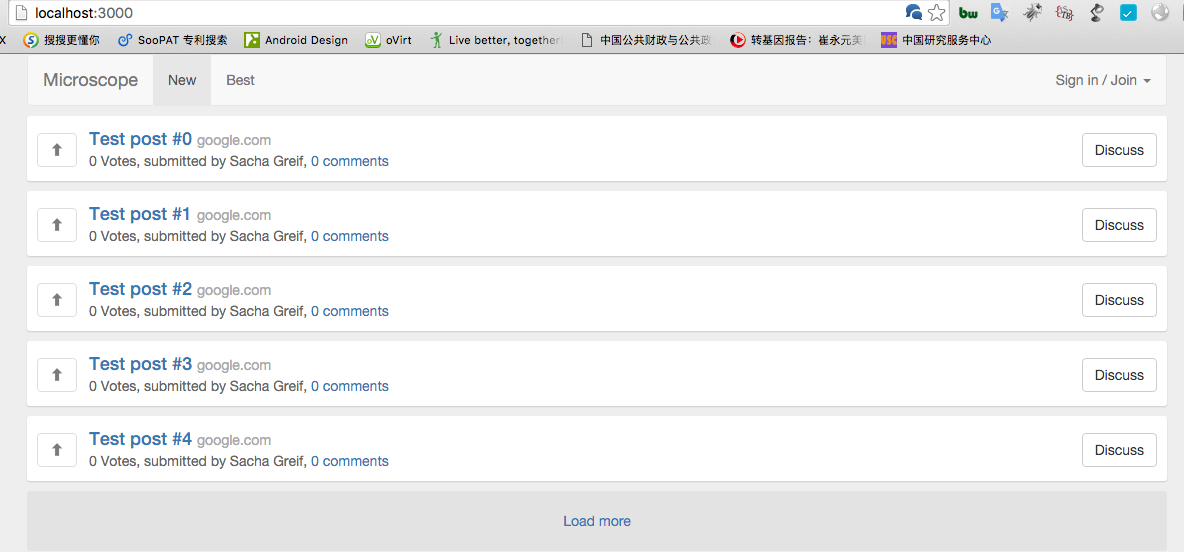 localhost:3000
X 搜搜更懂你 SooPAT 专利搜索 Android Design oVirt Live better, together 中国公共财政与公共政 转基因报告：崔永元美 中国研究服务中心
Microscope New Best Sign in / Join
Test post #0 google.com
0 Votes, submitted by Sacha Greif, 0 comments
Discuss
Test post #1 google.com
0 Votes, submitted by Sacha Greif, 0 comments
Discuss
Test post #2 google.com
0 Votes, submitted by Sacha Greif, 0 comments
Discuss
Test post #3 google.com
0 Votes, submitted by Sacha Greif, 0 comments
Discuss
Test post #4 google.com
0 Votes, submitted by Sacha Greif, 0 comments
Discuss
Load more